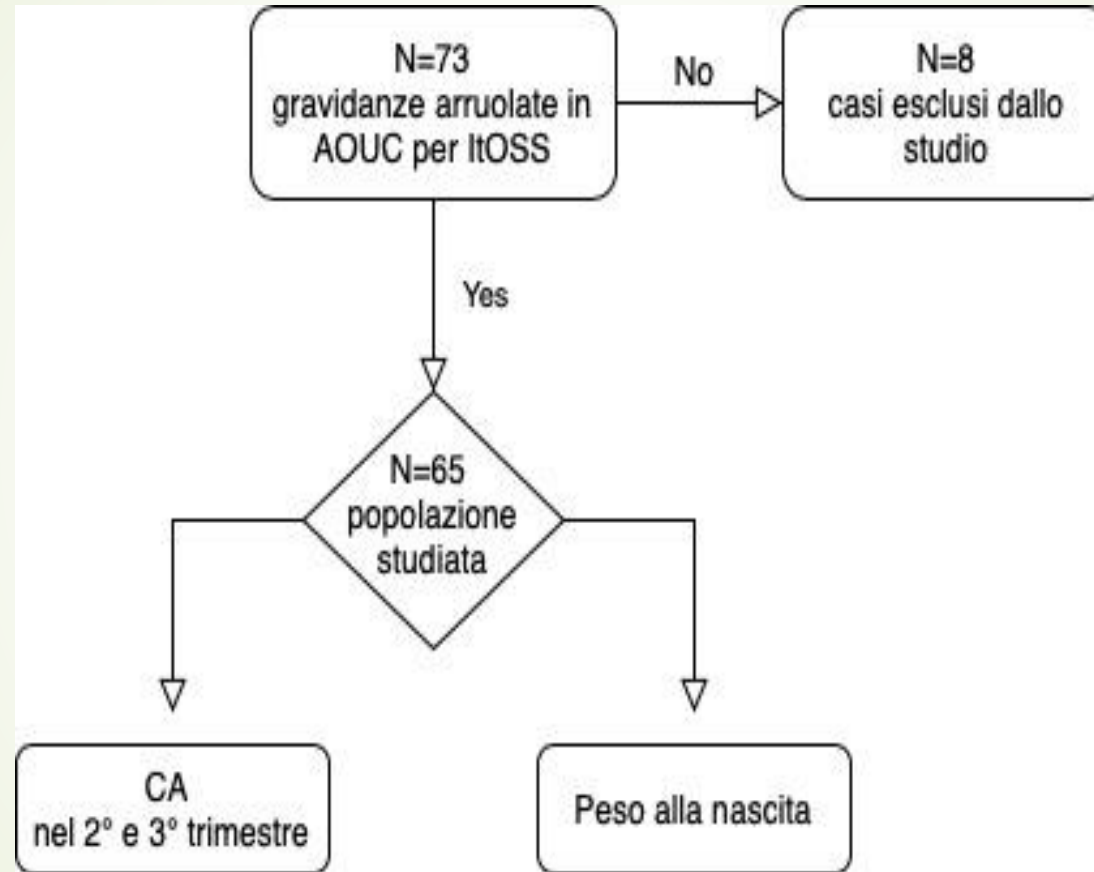 N=73
gravidanze arruolate in
AOUC per ItOSS
No
N=8
casi esclusi dallo
studio
Yes
N=65
popolazione
studiata
CA
nel 2° e 3° trimestre
Peso alla nascita